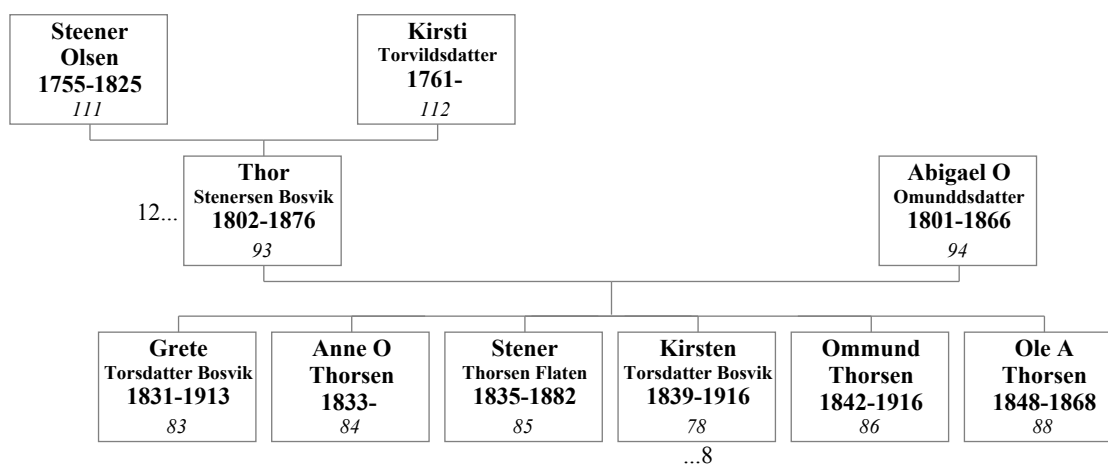 Steener
Olsen
1755-1825
111
Kirsti
Torvildsdatter
1761-
112
12...
Thor
Stenersen Bosvik
1802-1876
93
Abigael O
Omunddsdatter
1801-1866
94
Grete
Torsdatter Bosvik
1831-1913
83
Anne O
Thorsen
1833-
84
Stener
Thorsen Flaten
1835-1882
85
Kirsten
Torsdatter Bosvik
1839-1916
78
Ommund
Thorsen
1842-1916
86
Ole A
Thorsen
1848-1868
88
...8